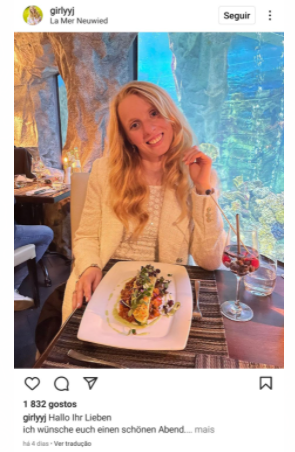 girlyyj
La Mer Neuwied
Seguir
1 832 gostos
girlyyj Hallo Ihr Lieben
ich wünsche euch einen schönen Abend... mais
há 4 dias · Ver tradução